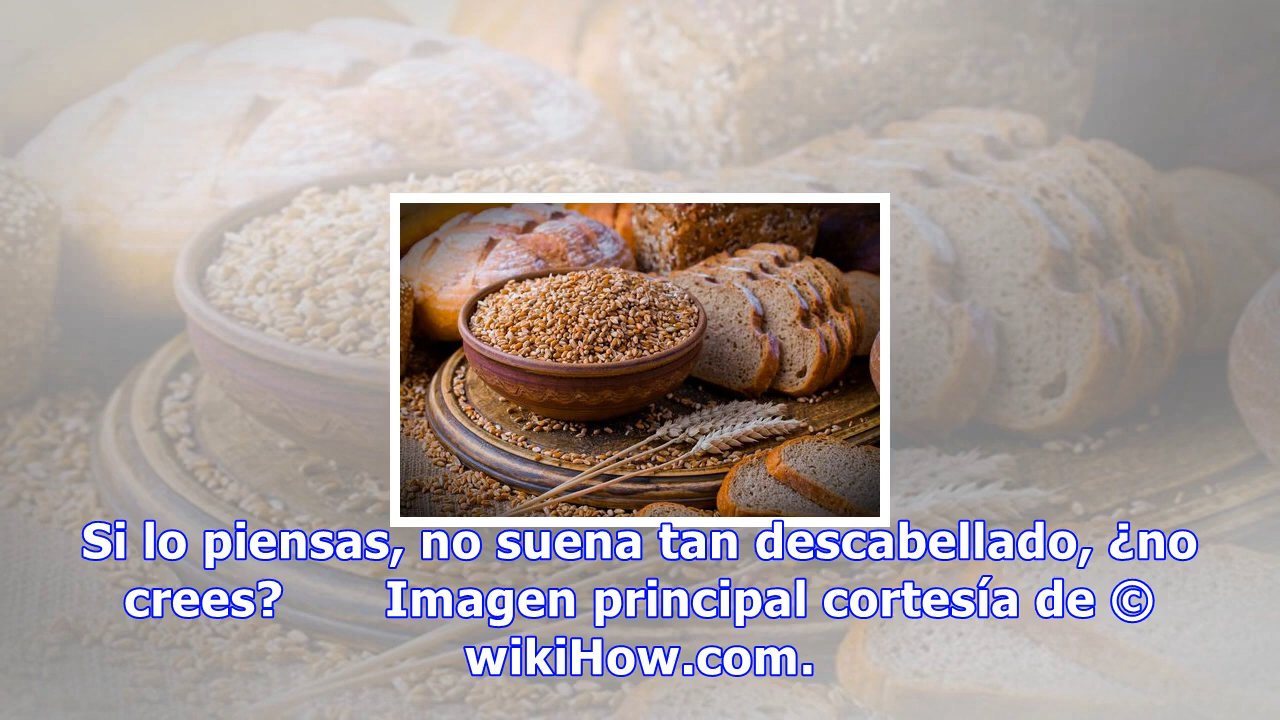 Si lo piensas, no suena tan descabellado, ¿no
crees? Imagen principal cortesía de ©
wikiHow.com.